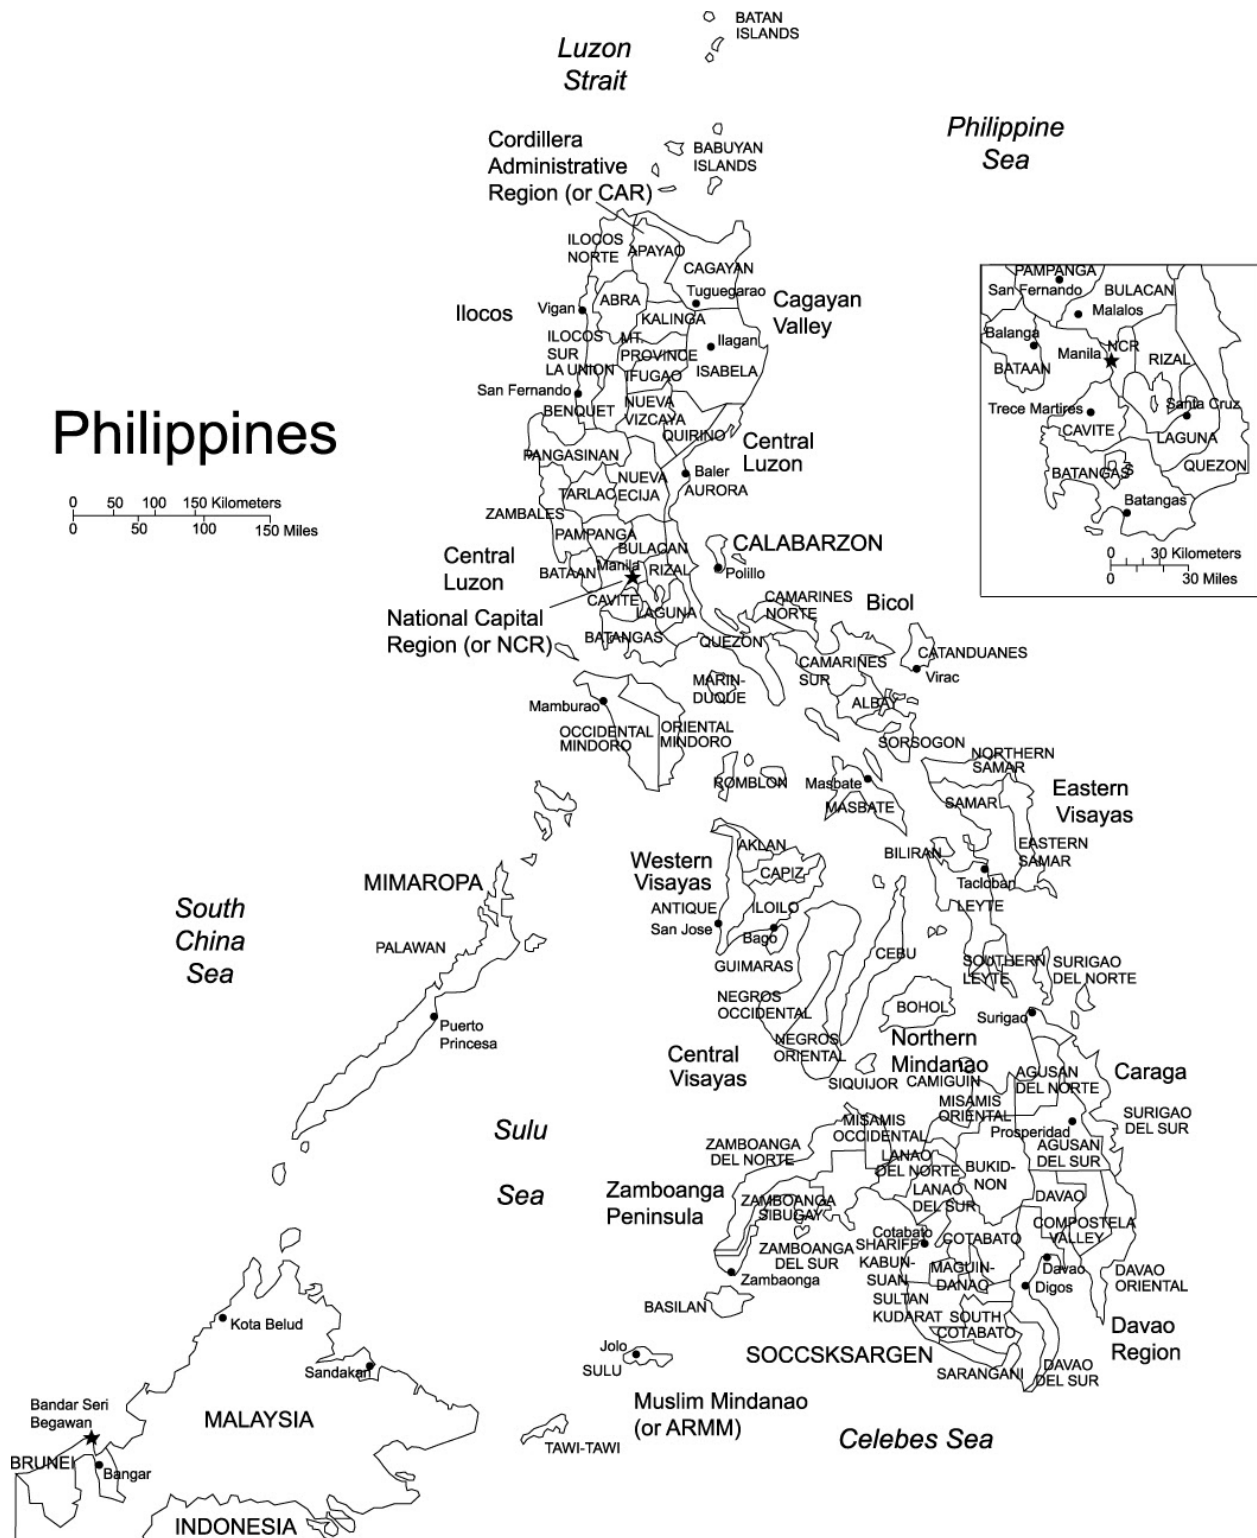 BATAN
ISLANDS
Luzon
Strait
Philippine
Sea
Cordillera
Administrative
Region (or CAR)
BABUYAN
ISLANDS
ILOCOS
NORTE
APAYAO
CAGAYAN
Tuguegarao
Cagayan
Valley
Ilocos
Vigan
ABRA
KALINGA
ILOCOS
SUR
MT.
PROVINCE
Ilagan
ISABELA
LA UNION
IFUGAO
San Fernando
BENQUET
NUEVA
VIZCAYA
QUIRINO
Philippines
0 50 100 150 Kilometers
0 50 100 150 Miles
PANGASINAN
Central
Luzon
Baler
AURORA
NUEVA
ECIJA
TARLAC
ZAMBALES
PAMPANGA
BULACAN
CALABARZON
Polillo
Central
Luzon
BATAAN
Manila
RIZAL
National Capital
Region (or NCR)
CAVITE
LAGUNA
BATANGAS
QUEZON
CAMARINES
NORTE
Bicol
CAMARINES
SUR
CATANDUANES
Virac
PAMPANGA
San Fernando
BULACAN
Malalos
Balanga
Manila
NCR
RIZAL
BATAAN
Trece Martires
Santa Cruz
CAVITE
LAGUNA
BATANGAS
S
QUEZON
Batangas
0 30 Kilometers
0 30 Miles
MARIN-
DUQUE
ALBAY
Mamburao
OCCIDENTAL
MINDORO
ORIENTAL
MINDORO
SORSOGON
NORTHERN
SAMAR
ROMBLON
Masbate
MASBATE
SAMAR
Eastern
Visayas
EASTERN
SAMAR
BILIRAN
Tacloban
LEYTE
Western
Visayas
AKLAN
CAPIZ
ANTIQUE
ILOILO
San Jose
Bago
GUIMARAS
MIMAROPA
South
China
Sea
PALAWAN
Puerto
Princesa
CEBU
SOUTHERN
LEYTE
SURIGAO
DEL NORTE
NEGROS
OCCIDENTAL
BOHOL
Surigao
NEGROS
ORIENTAL
Central
Visayas
Northern
Mindanao
SIQUIJOR
CAMIGUIN
AGUSAN
DEL NORTE
Caraga
MISAMIS
ORIENTAL
Prosperidad
SURIGAO
DEL SUR
AGUSAN
DEL SUR
Sulu
Sea
MISAMIS
OCCIDENTAL
ZAMBOANGA
DEL NORTE
LANAO
DEL NORTE
BUKID-
NON
Zamboanga
Peninsula
ZAMBOANGA
SIBUGAY
LANAO
DEL SUR
DAVAO
COMPOSTELA
VALLEY
ZAMBOANGA
DEL SUR
Cotabato
SHARIFF
KABUN-
SUAN
COTABATO
MAGUIN-
DANAO
Davao
Digos
DAVAO
ORIENTAL
Zambaonga
BASILAN
SULTAN
KUDARAT
SOUTH
COTABATO
Davao
Region
SOCCSKSARGEN
SARANGANI
DAVAO
DEL SUR
Jolo
SULU
Muslim Mindanao
(or ARMM)
Celebes Sea
TAWI-TAWI
Kota Belud
Sandakan
Bandar Seri
Begawan
MALAYSIA
BRUNEI
Bangar
INDONESIA